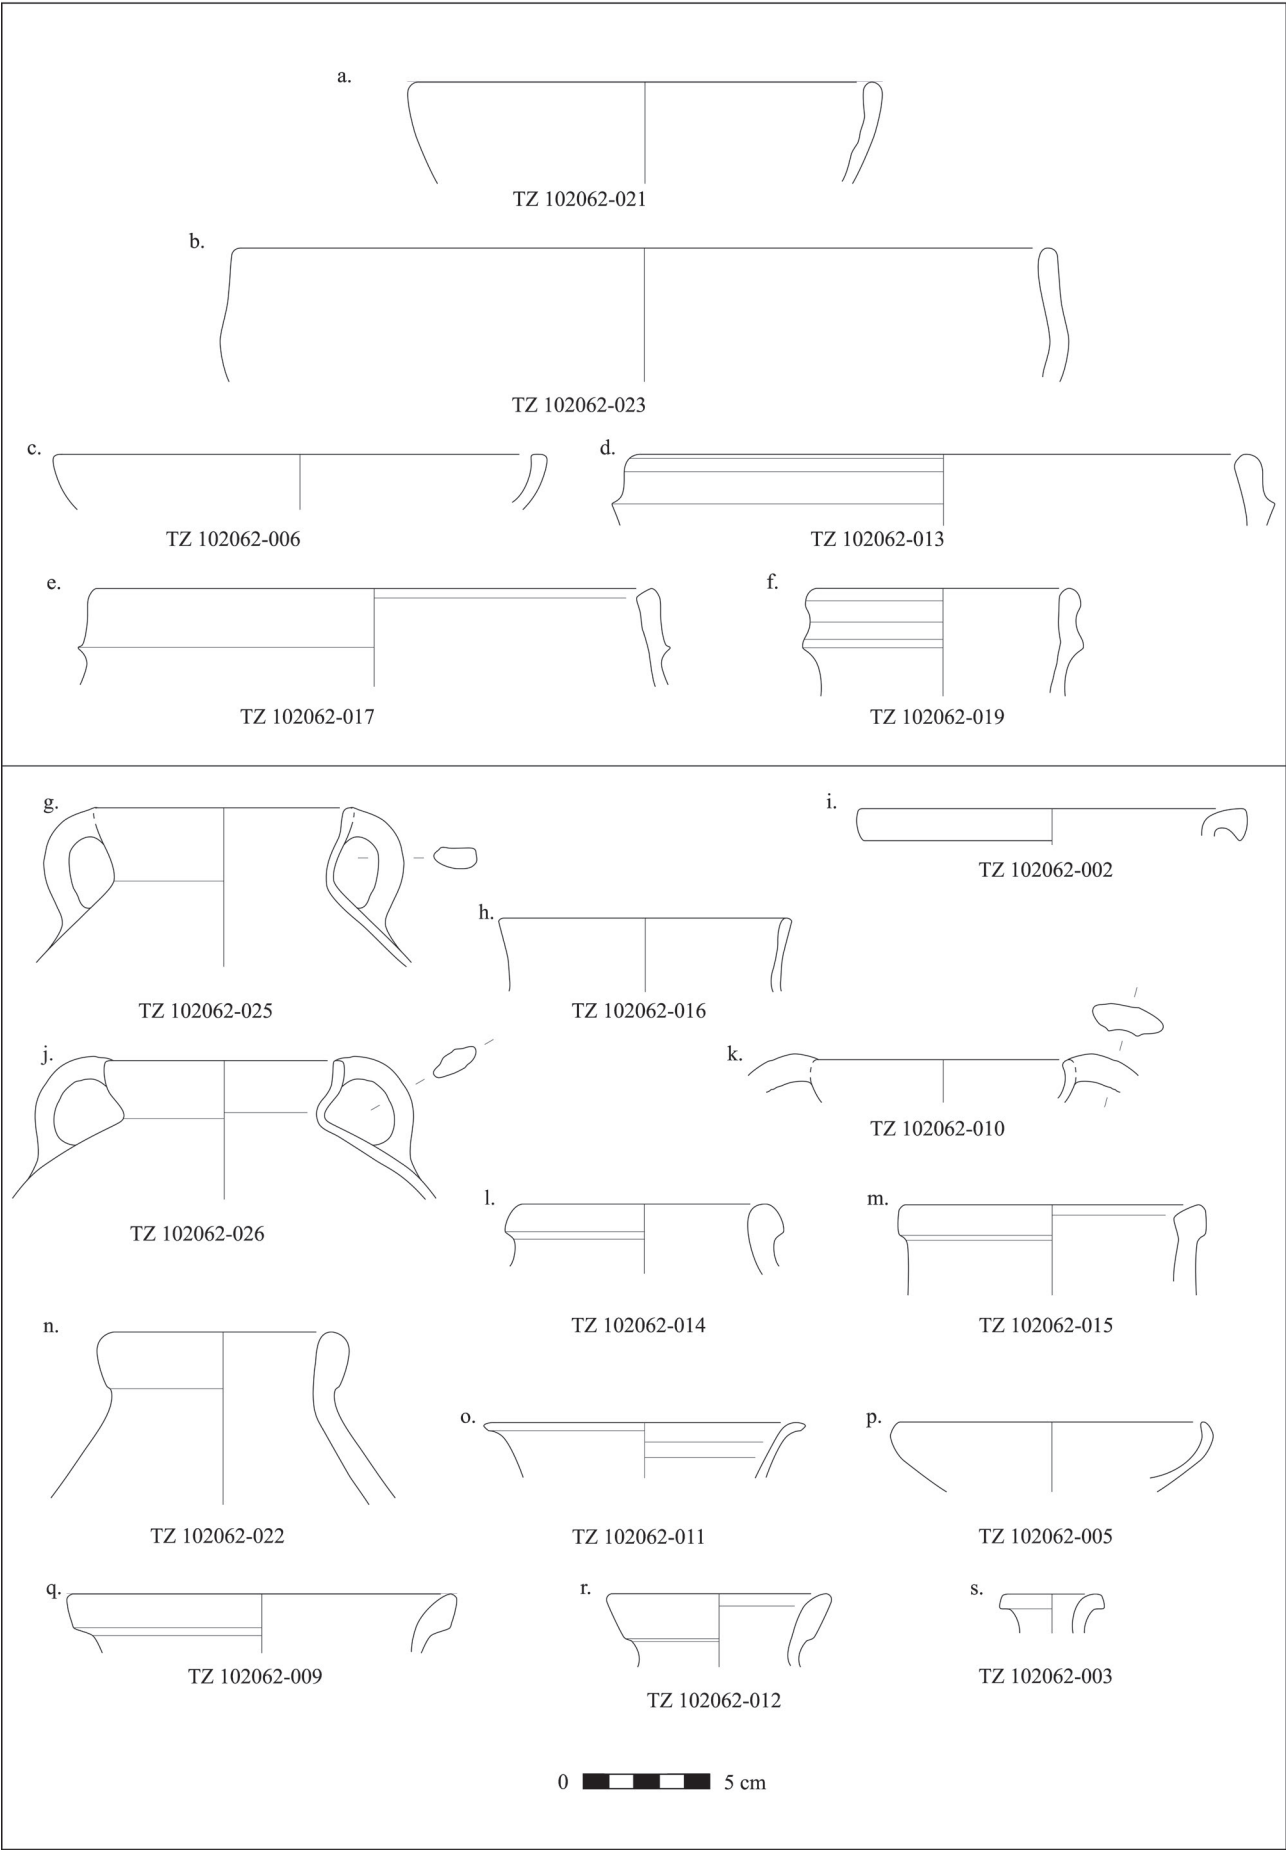 a.
TZ 102062-021
b.
TZ 102062-023
c.
TZ 102062-006
d.
TZ 102062-013
e.
TZ 102062-017
f.
TZ 102062-019
g.
TZ 102062-025
h.
TZ 102062-016
i.
TZ 102062-002
j.
TZ 102062-026
k.
TZ 102062-010
l.
TZ 102062-014
m.
TZ 102062-015
n.
TZ 102062-022
o.
TZ 102062-011
p.
TZ 102062-005
q.
TZ 102062-009
r.
TZ 102062-012
s.
TZ 102062-003
0 5 cm